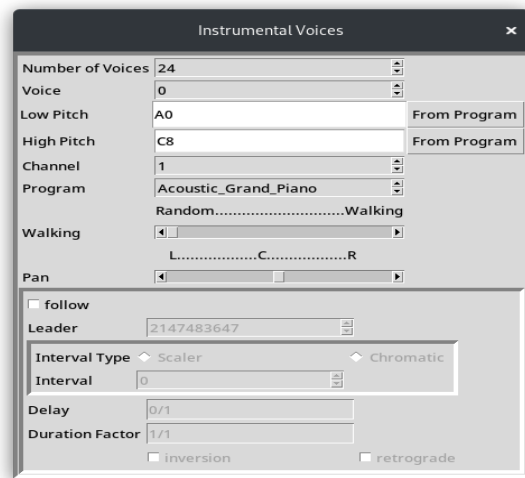 Instrumental Voices ×
Number of Voices 24
Voice 0
Low Pitch A0 From Program
High Pitch C8 From Program
Channel 1
Program Acoustic_Grand_Piano
Random............................Walking
Walking
L..................C..................R
Pan
follow
Leader 2147483647
Interval Type Scaler Chromatic
Interval 0
Delay 0/1
Duration Factor 1/1
inversion retrograde